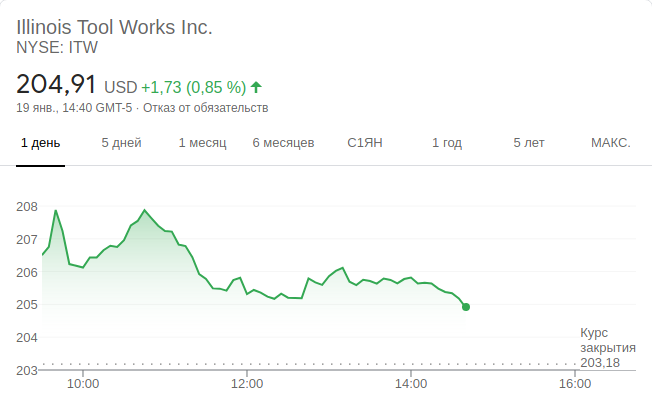 Illinois Tool Works Inc.
NYSE: ITW
204,91 USD +1,73 (0,85 %)
19 янв., 14:40 GMT-5 · Отказ от обязательств
1 день 5 дней 1 месяц 6 месяцев С1ЯН 1 год 5 лет МАКС.
208
207
206
205
204
Курс
закрытия
203,18
203
10:00 12:00 14:00 16:00